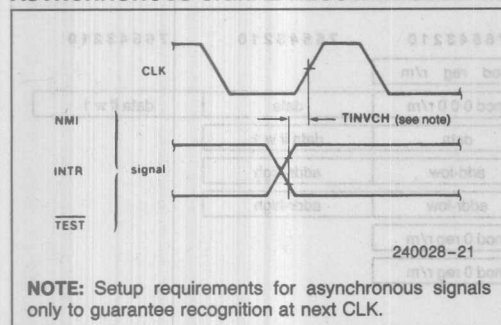 CLK
TINVCH (see note)
NMI
INTR
signal
TEST
240028–21
NOTE: Setup requirements for asynchronous signals
only to guarantee recognition at next CLK.